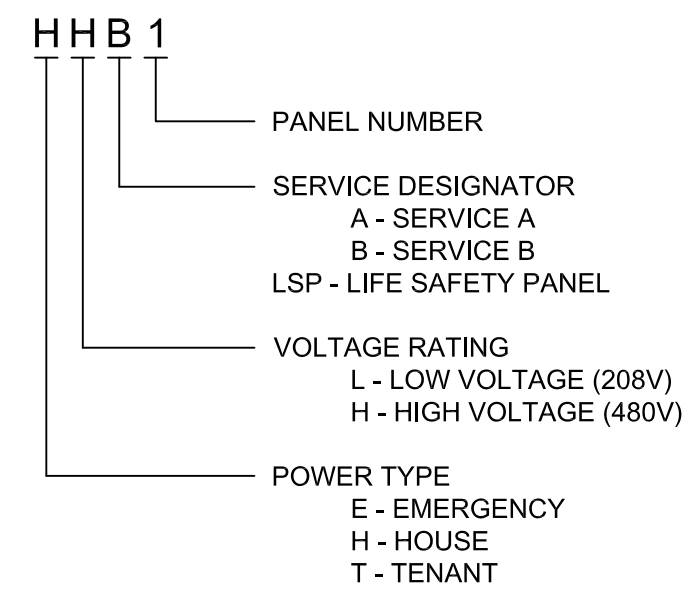 HHB1
PANEL NUMBER
SERVICE DESIGNATOR
A - SERVICE A
B - SERVICE B
LSP - LIFE SAFETY PANEL
VOLTAGE RATING
L - LOW VOLTAGE (208V)
H - HIGH VOLTAGE (480V)
POWER TYPE
E - EMERGENCY
H - HOUSE
T - TENANT